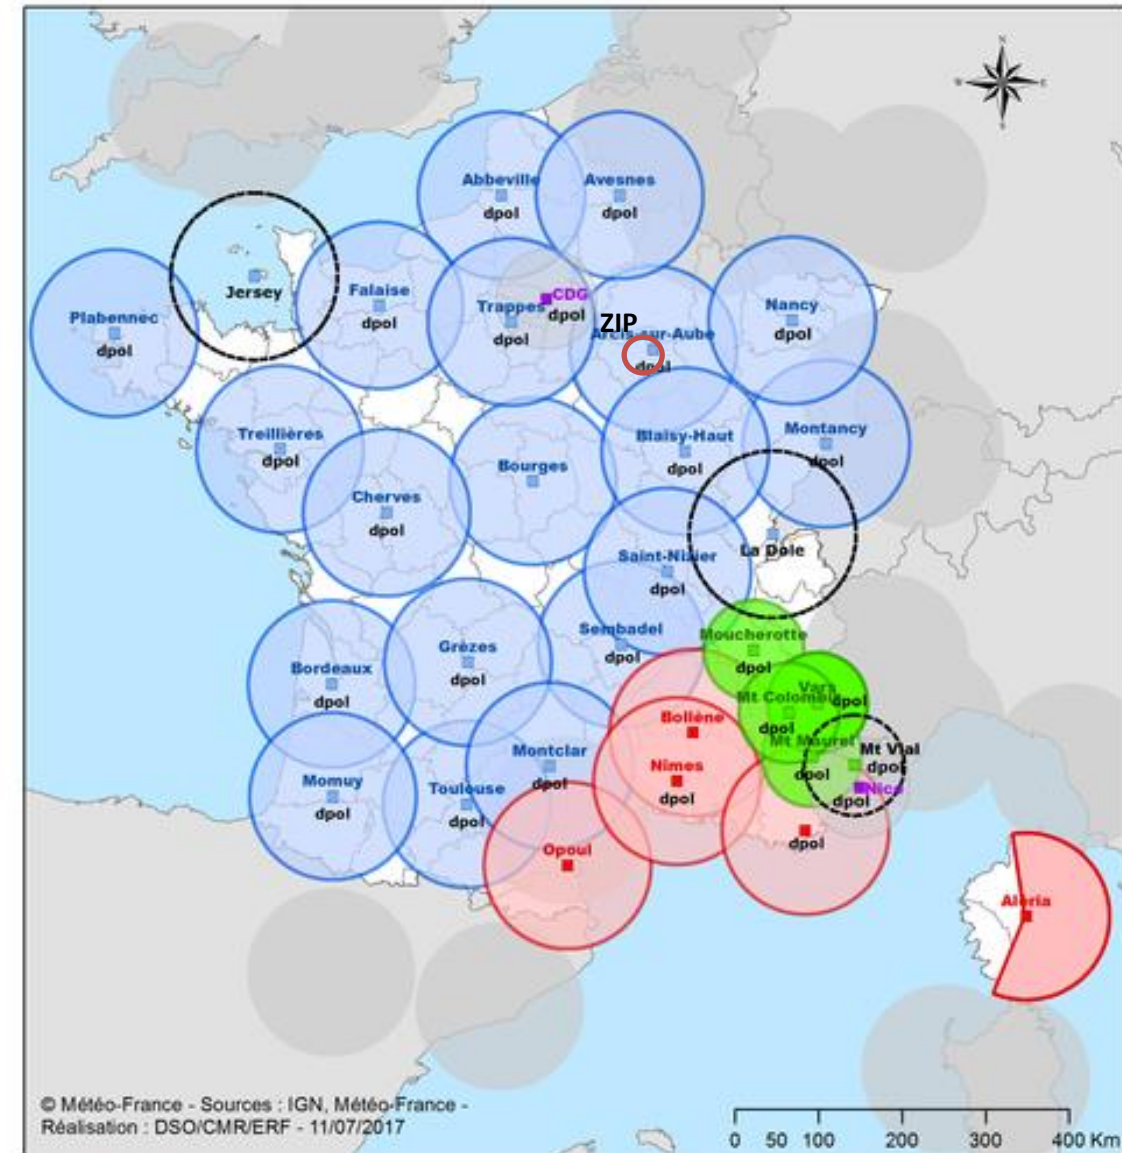 N
W
E
S
Abbeville
dpol
Avesnes
dpol
Jersey
Plabennec
dpol
Falaise
dpol
Trappes
dpol
CDG
dpol
ZIP
Arcis-sur-Aube
dpol
Nancy
dpol
Treillières
dpol
Cherves
dpol
Bourges
Blaisy-Haut
dpol
Montancy
dpol
Saint-Nizier
dpol
La Dole
Sembadel
dpol
Grèzes
dpol
Bordeaux
dpol
Moucherotte
dpol
Vars
dpol
Mt Colombis
dpol
Mt Maurel
dpol
Mt Vial
dpol
Nice
dpol
Bollène
Nîmes
dpol
Montclar
dpol
Momuy
dpol
Toulouse
dpol
Opoul
dpol
Aléria
© Météo-France - Sources : IGN, Météo-France -
Réalisation : DSO/CMR/ERF - 11/07/2017
0 50 100 200 300 400 Km